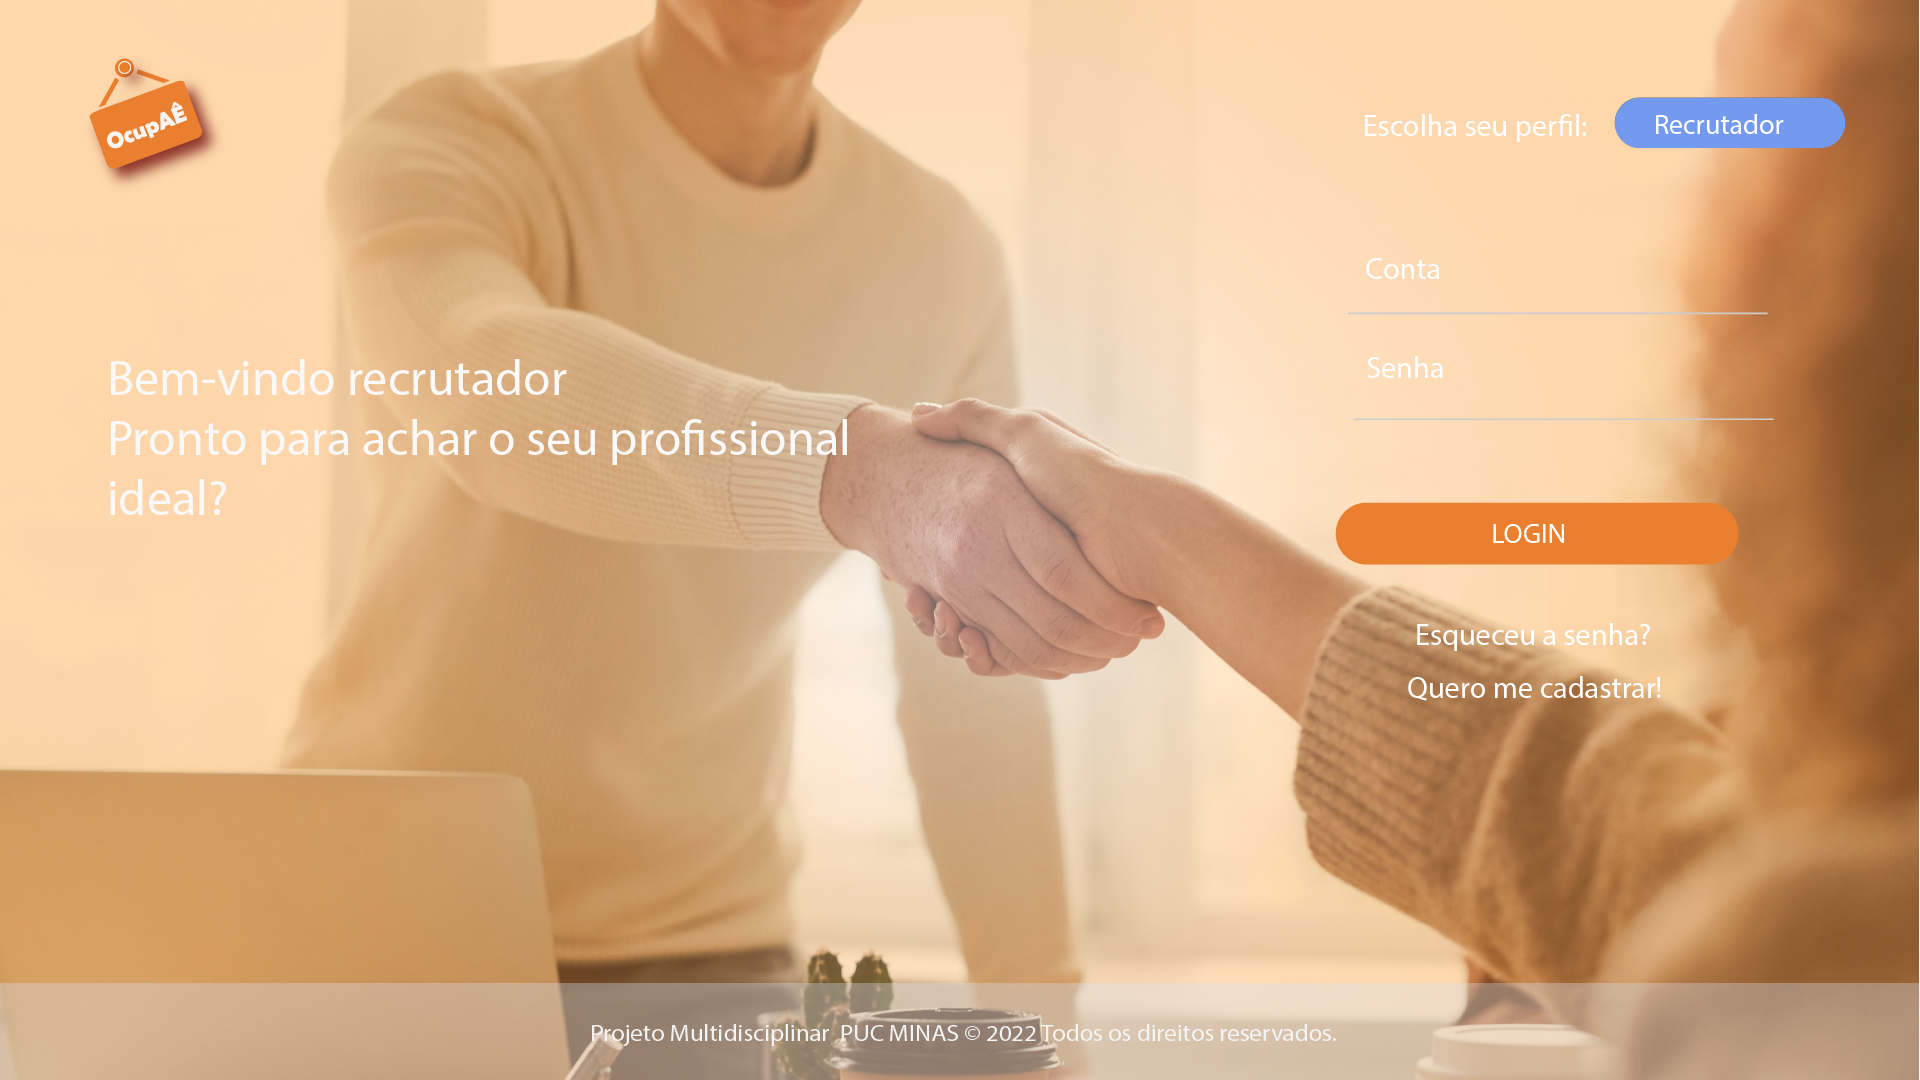 OcupAÊ
Escolha seu perfil: Recrutador
Conta
Senha
Bem-vindo recrutador
Pronto para achar o seu profissional
ideal?
LOGIN
Esqueceu a senha?
Quero me cadastrar!
Projeto Multidisciplinar PUC MINAS © 2022 Todos os direitos reservados.